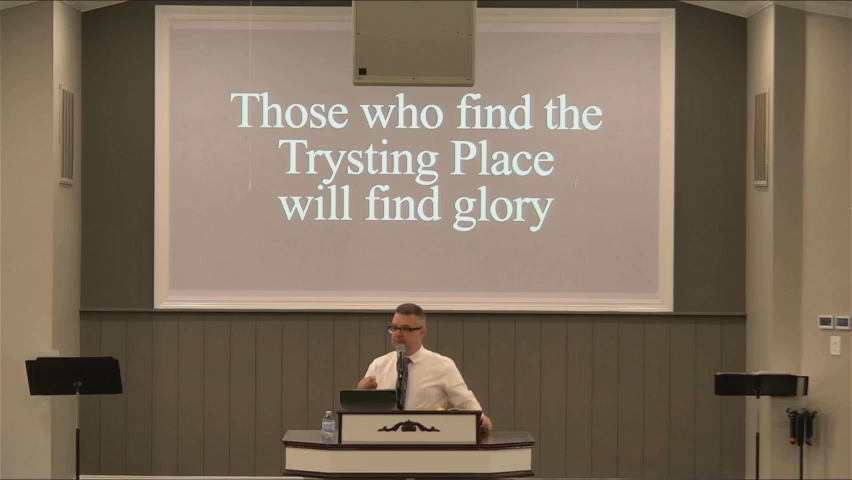 Those who find the
Trysting Place
will find glory